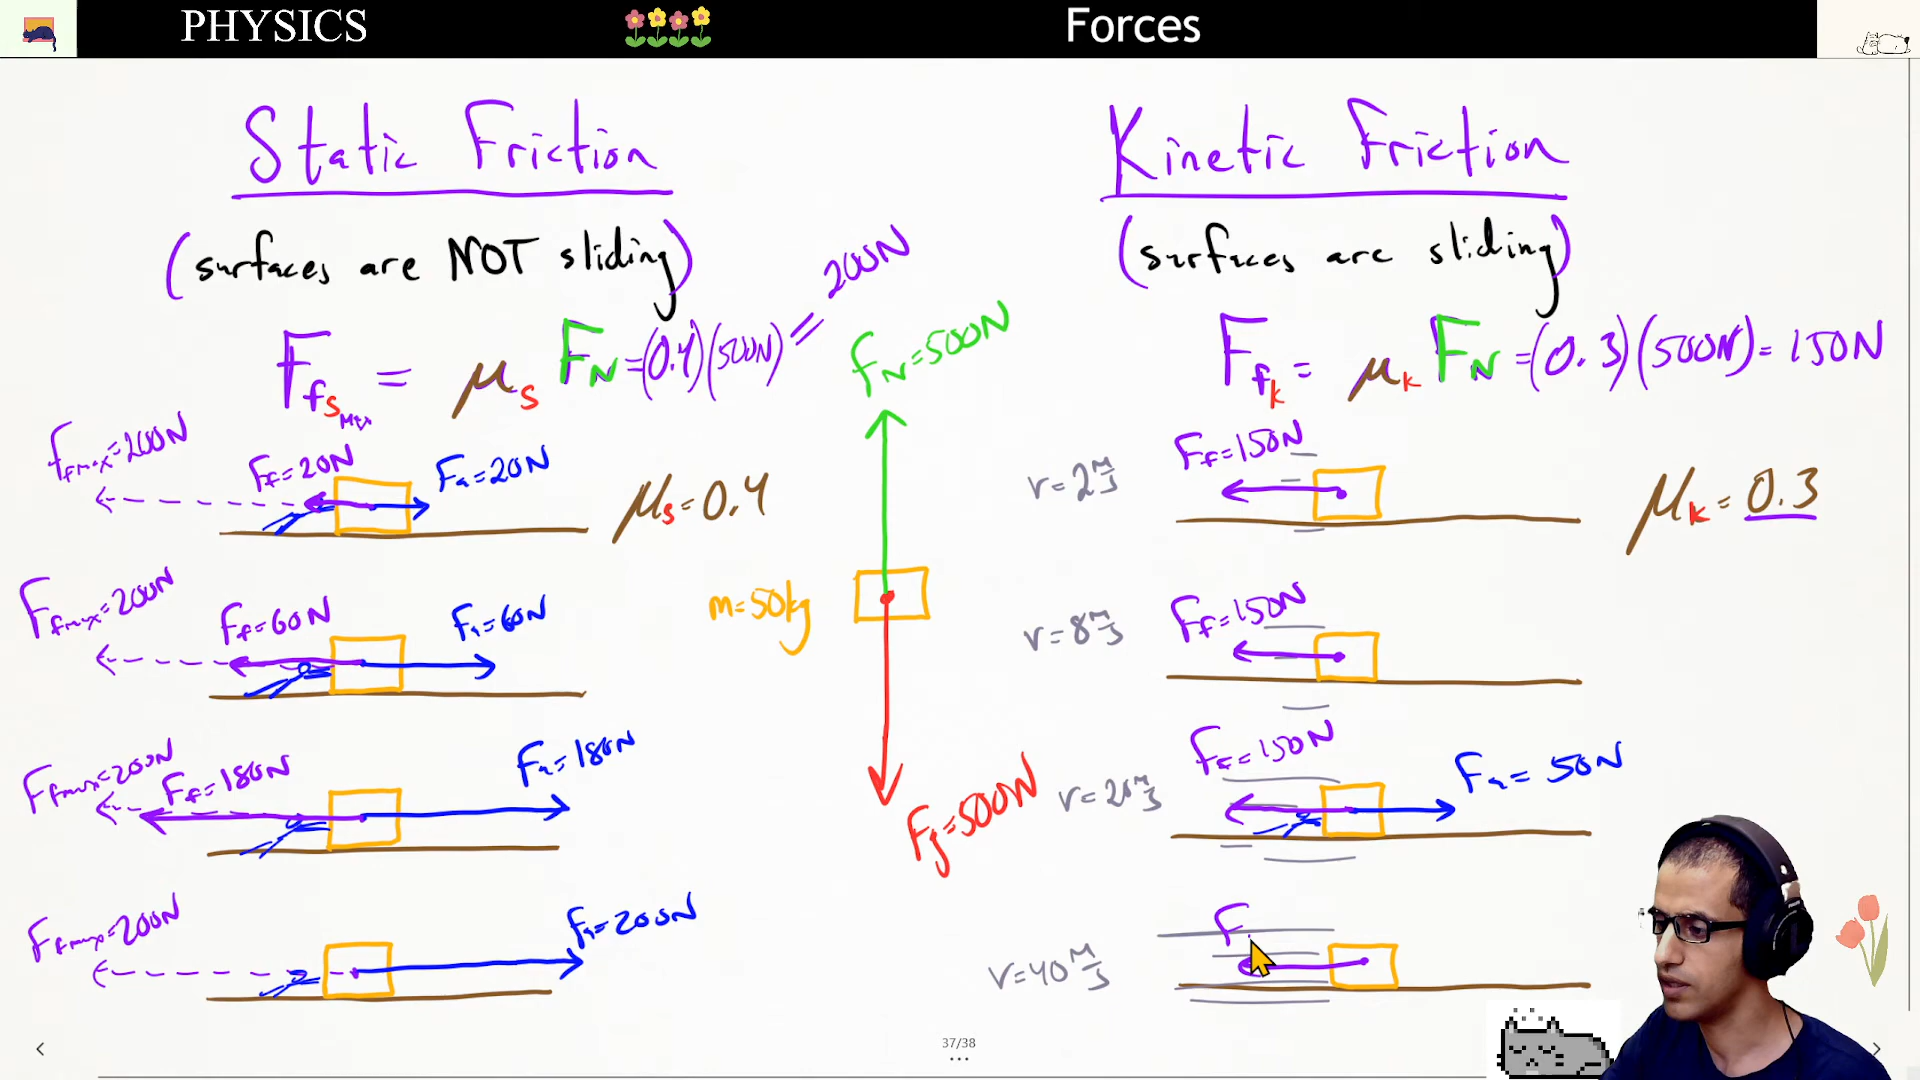 PHYSICS
Forces
Static Friction
(surfaces are NOT sliding)
Ffs max = μs FN = (0.4)(500N) = 200N
Ffmax=200N
Ff=20N
Fa=20N
μs=0.4
Ffmax=200N
Ff=60N
Fa=60N
Ffmax=200N
Ff=180N
Fa=180N
Ffmax=200N
Fa=200N
FN=500N
m=50kg
Fg=500N
Kinetic Friction
(surfaces are sliding)
Ffk = μk FN = (0.3)(500N) = 150N
v=2 m/s
Ff=150N
μk = 0.3
v=8 m/s
Ff=150N
v=20 m/s
Ff=150N
Fa = 50N
v=40 m/s
F
37/38